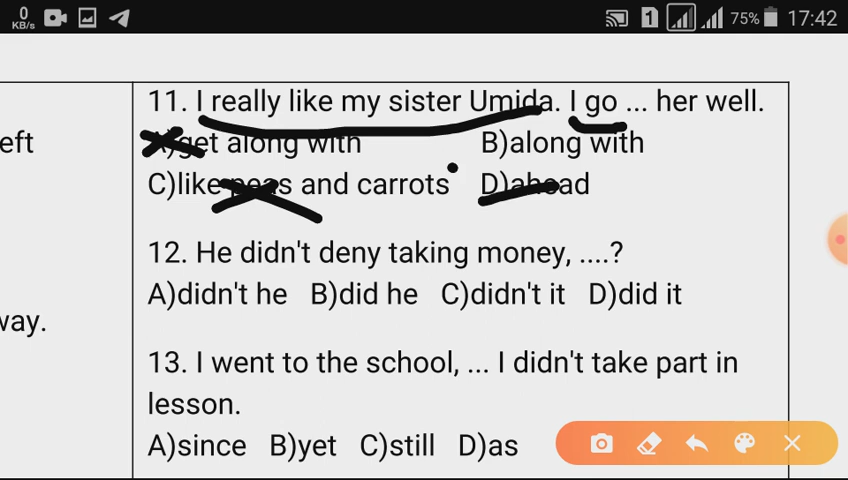 0
KB/s
1
75%
17:42
eft
way.
11. I really like my sister Umida. I go ... her well.
A)get along with B)along with
C)like peas and carrots D)ahead
12. He didn't deny taking money, ....?
A)didn't he B)did he C)didn't it D)did it
13. I went to the school, ... I didn't take part in
lesson.
A)since B)yet C)still D)as